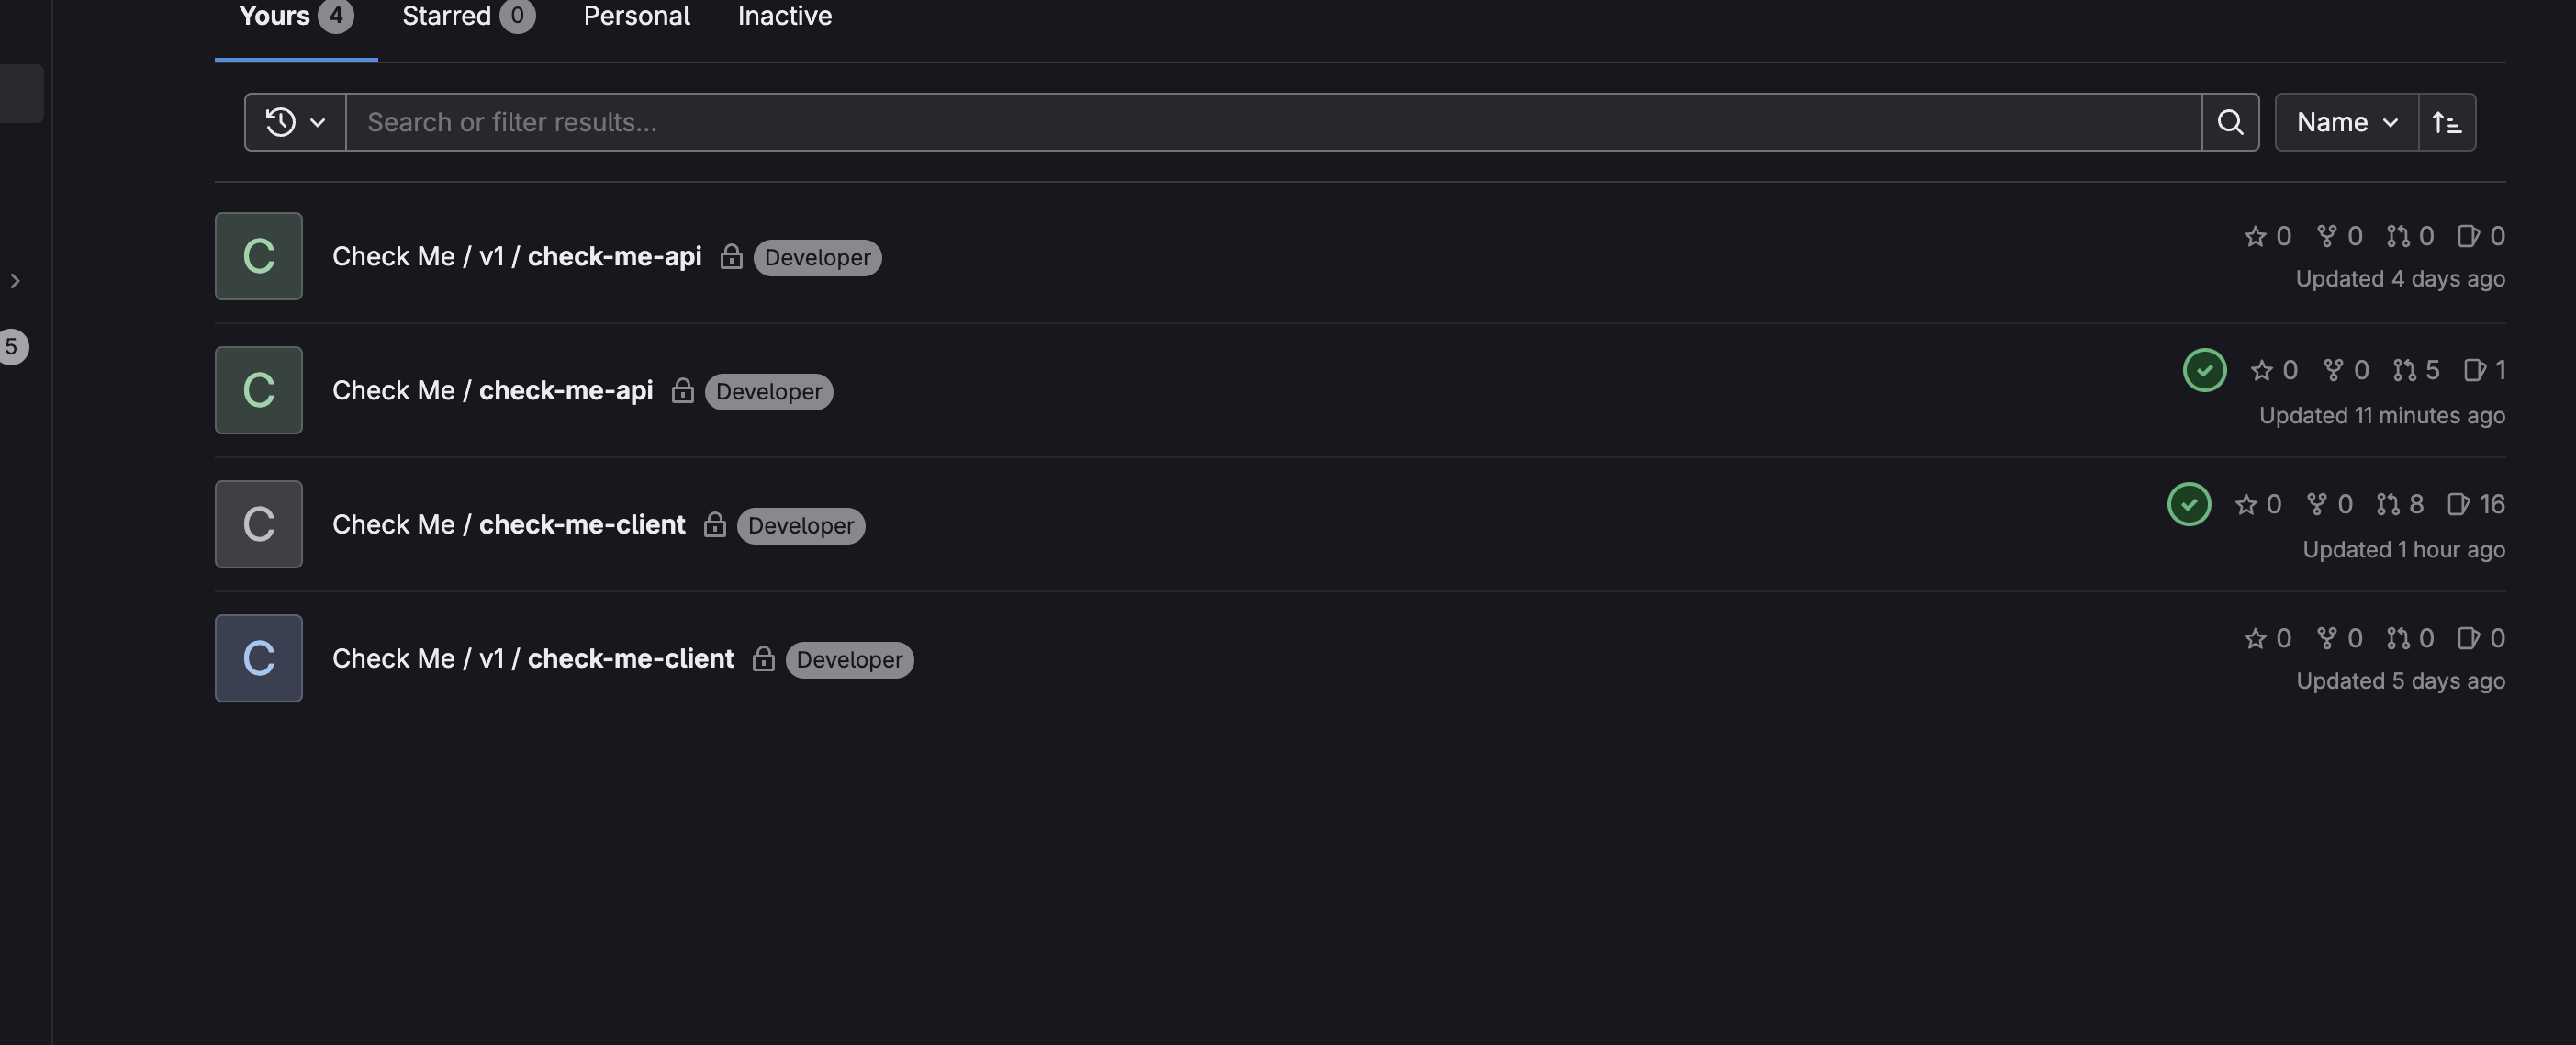 Yours 4 Starred 0 Personal Inactive
Search or filter results...
Name
C Check Me / v1 / check-me-api Developer 0 0 0 0
Updated 4 days ago
5
C Check Me / check-me-api Developer 0 0 5 1
Updated 11 minutes ago
C Check Me / check-me-client Developer 0 0 8 16
Updated 1 hour ago
C Check Me / v1 / check-me-client Developer 0 0 0 0
Updated 5 days ago